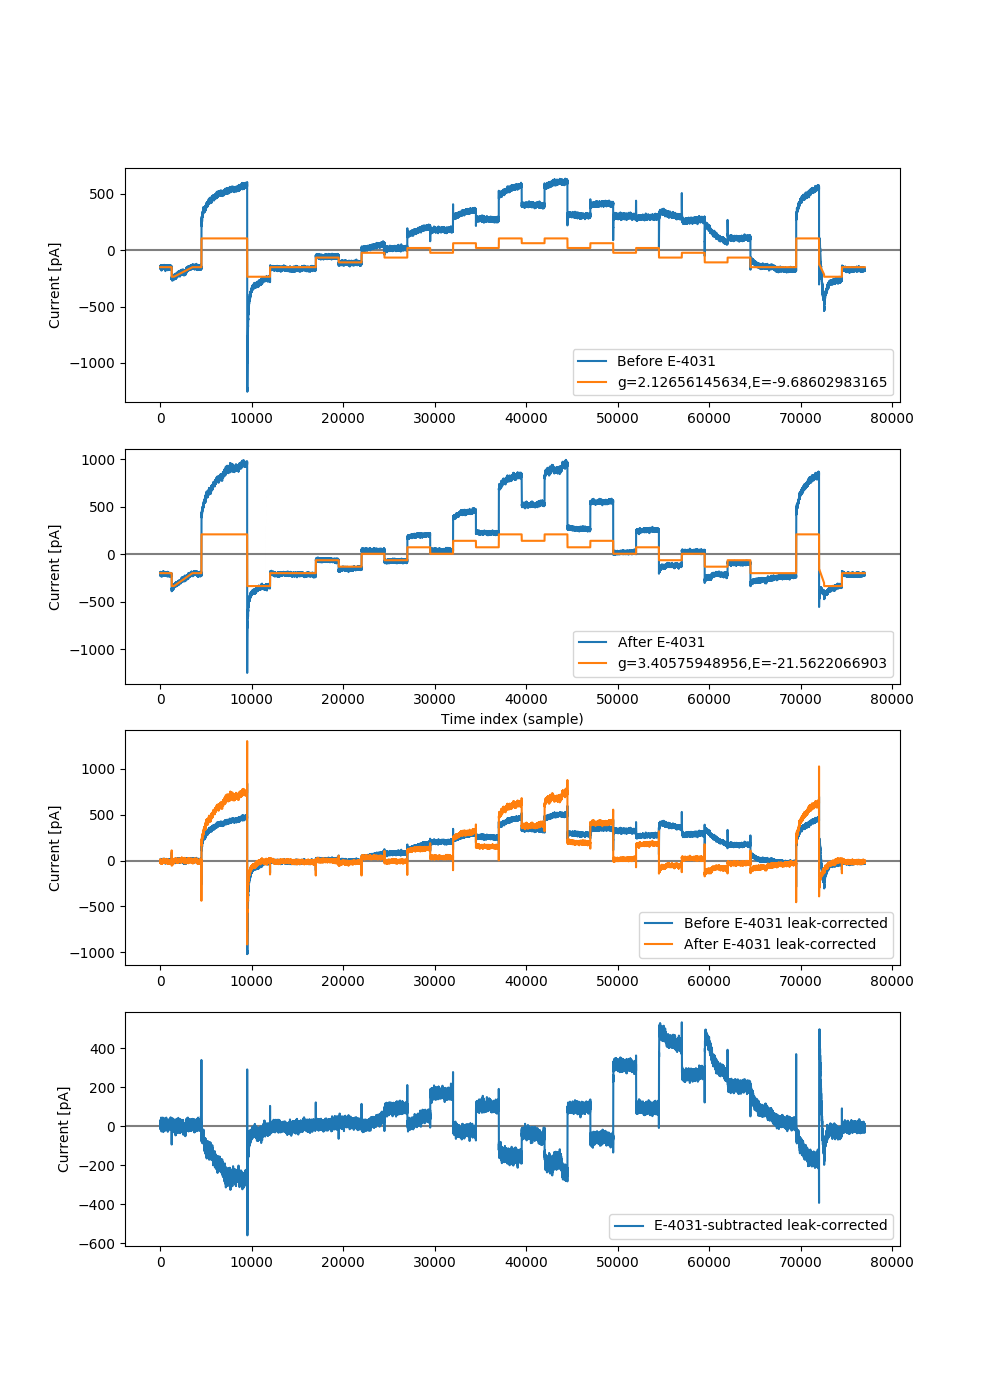 500
0
−500
−1000
Current [pA]
Before E-4031
g=2.12656145634,E=-9.68602983165
0 10000 20000 30000 40000 50000 60000 70000 80000
1000
500
0
−500
−1000
Current [pA]
After E-4031
g=3.40575948956,E=-21.5622066903
0 10000 20000 30000 40000 50000 60000 70000 80000
Time index (sample)
1000
500
0
−500
−1000
Current [pA]
Before E-4031 leak-corrected
After E-4031 leak-corrected
0 10000 20000 30000 40000 50000 60000 70000 80000
400
200
0
−200
−400
−600
Current [pA]
E-4031-subtracted leak-corrected
0 10000 20000 30000 40000 50000 60000 70000 80000